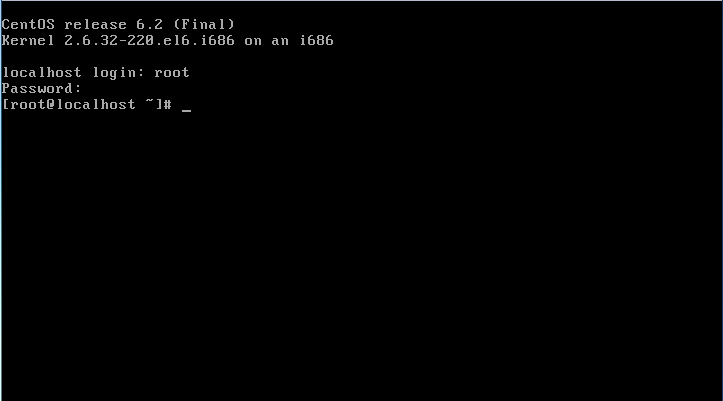 CentOS release 6.2 (Final)
Kernel 2.6.32-220.el6.i686 on an i686
localhost login: root
Password:
[root@localhost ~]# _